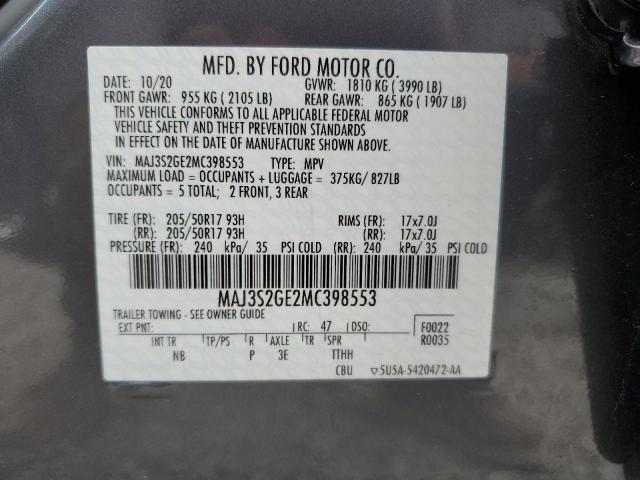 MFD. BY FORD MOTOR CO.
DATE: 10/20 GVWR: 1810 KG ( 3990 LB)
FRONT GAWR: 955 KG ( 2105 LB) REAR GAWR: 865 KG ( 1907 LB)
THIS VEHICLE CONFORMS TO ALL APPLICABLE FEDERAL MOTOR
VEHICLE SAFETY AND THEFT PREVENTION STANDARDS
IN EFFECT ON THE DATE OF MANUFACTURE SHOWN ABOVE.
VIN: MAJ3S2GE2MC398553 TYPE: MPV
MAXIMUM LOAD = OCCUPANTS + LUGGAGE = 375KG/ 827LB
OCCUPANTS = 5 TOTAL; 2 FRONT, 3 REAR
TIRE (FR): 205/50R17 93H RIMS (FR): 17x7.0J
(RR): 205/50R17 93H (RR): 17x7.0J
PRESSURE (FR): 240 kPa/ 35 PSI COLD (RR): 240 kPa/ 35 PSI COLD
MAJ3S2GE2MC398553
TRAILER TOWING - SEE OWNER GUIDE
EXT PNT: RC: 47 DSO: F0022
INT TR TP/PS R AXLE TR SPR R0035
NB P 3E TTHH
CBU ▽5U5A-5420472-AA